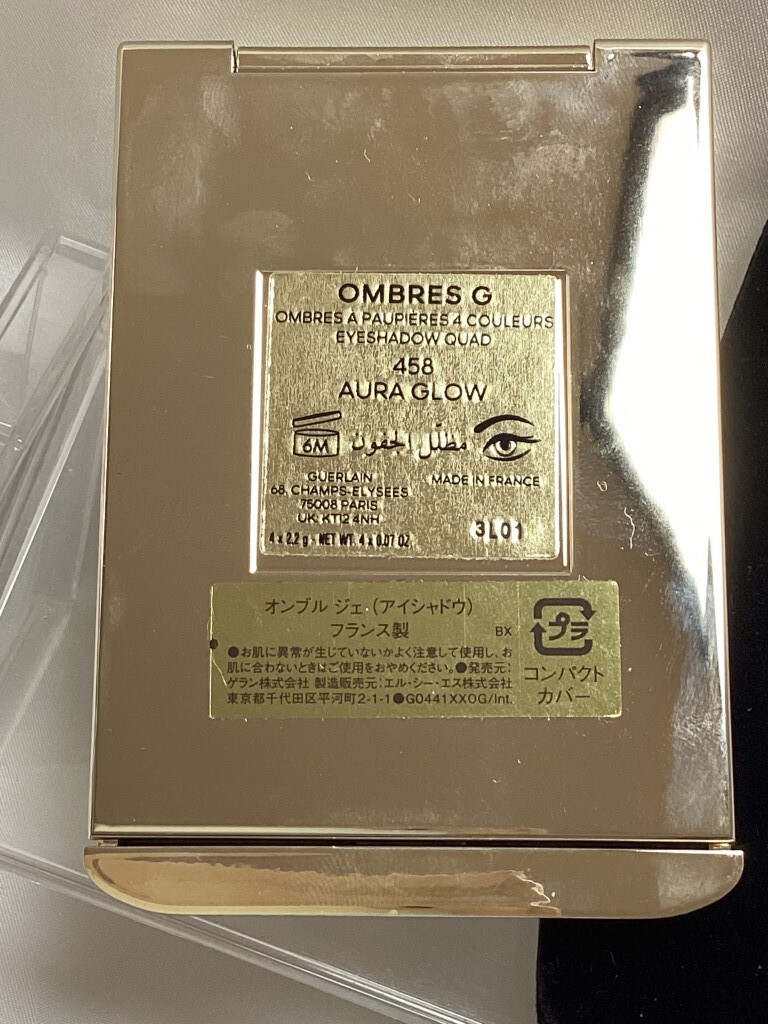 OMBRES G
OMBRES À PAUPIÈRES 4 COULEURS
EYESHADOW QUAD
458
AURA GLOW
6M
مظلّل الجفون
GUERLAIN
68, CHAMPS-ELYSEES
75008 PARIS
UK: KT12 4NH
MADE IN FRANCE
4 x 2.2 g - NET WT. 4 x 0.07 OZ.
3L01
オンブル ジェ (アイシャドウ)
フランス製
BX
●お肌に異常が生じていないかよく注意して使用し、お
肌に合わないときはご使用をおやめください。●発売元:
ゲラン株式会社 製造販売元:エル・シー・エス株式会社
東京都千代田区平河町2-1-1●G0441XX0G/Int.
プラ
コンパクト
カバー